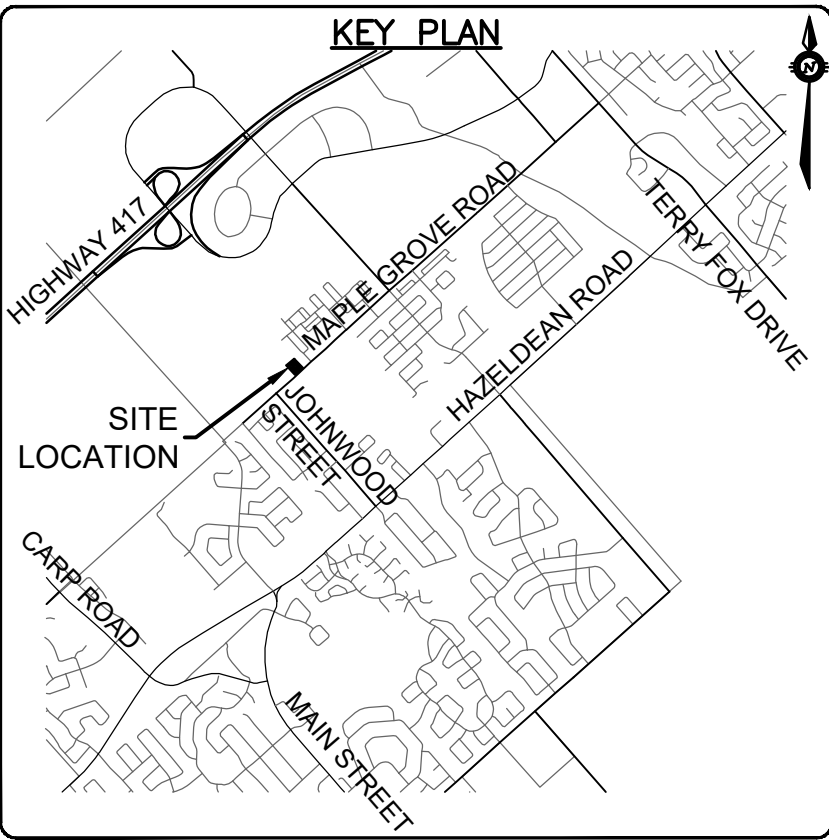 KEY PLAN
N
HIGHWAY 417
MAPLE GROVE ROAD
TERRY FOX DRIVE
HAZELDEAN ROAD
SITE
LOCATION
JOHNWOOD
STREET
CARP ROAD
MAIN STREET